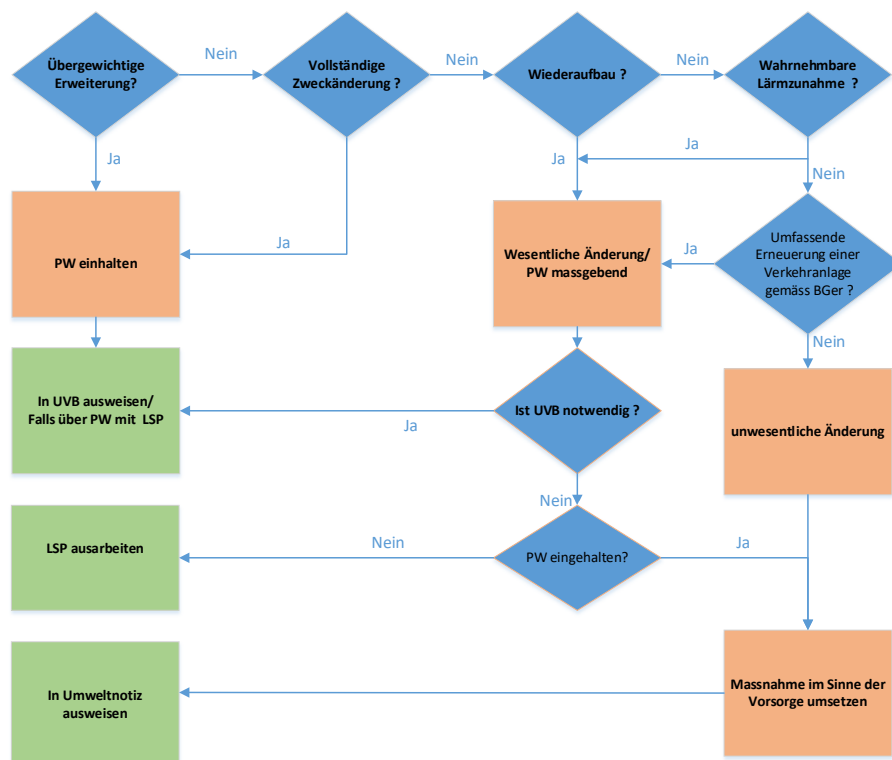 Übergewichtige
Erweiterung?
Nein
Vollständige
Zweckänderung ?
Nein
Wiederaufbau ?
Nein
Wahrnehmbare
Lärmzunahme ?
Ja
Ja
Ja
Nein
PW einhalten
Ja
Wesentliche Änderung/
PW massgebend
Ja
Umfassende
Erneuerung einer
Verkehranlage
gemäss BGer ?
Nein
In UVB ausweisen/
Falls über PW mit LSP
Ja
Ist UVB notwendig ?
unwesentliche Änderung
Nein
LSP ausarbeiten
Nein
PW eingehalten?
Ja
In Umweltnotiz
ausweisen
Massnahme im Sinne der
Vorsorge umsetzen